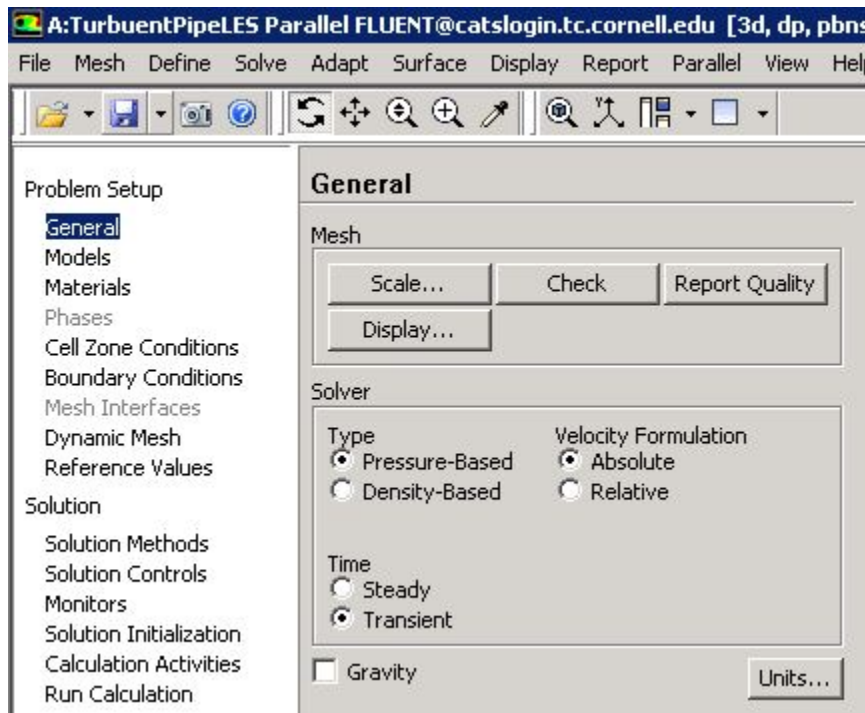 A:TurbuentPipeLES Parallel FLUENT@catslogin.tc.cornell.edu [3d, dp, pbns
File Mesh Define Solve Adapt Surface Display Report Parallel View Hel
Problem Setup
General
Models
Materials
Phases
Cell Zone Conditions
Boundary Conditions
Mesh Interfaces
Dynamic Mesh
Reference Values
Solution
Solution Methods
Solution Controls
Monitors
Solution Initialization
Calculation Activities
Run Calculation
General
Mesh
Scale... Check Report Quality
Display...
Solver
Type Velocity Formulation
Pressure-Based Absolute
Density-Based Relative
Time
Steady
Transient
Gravity Units...